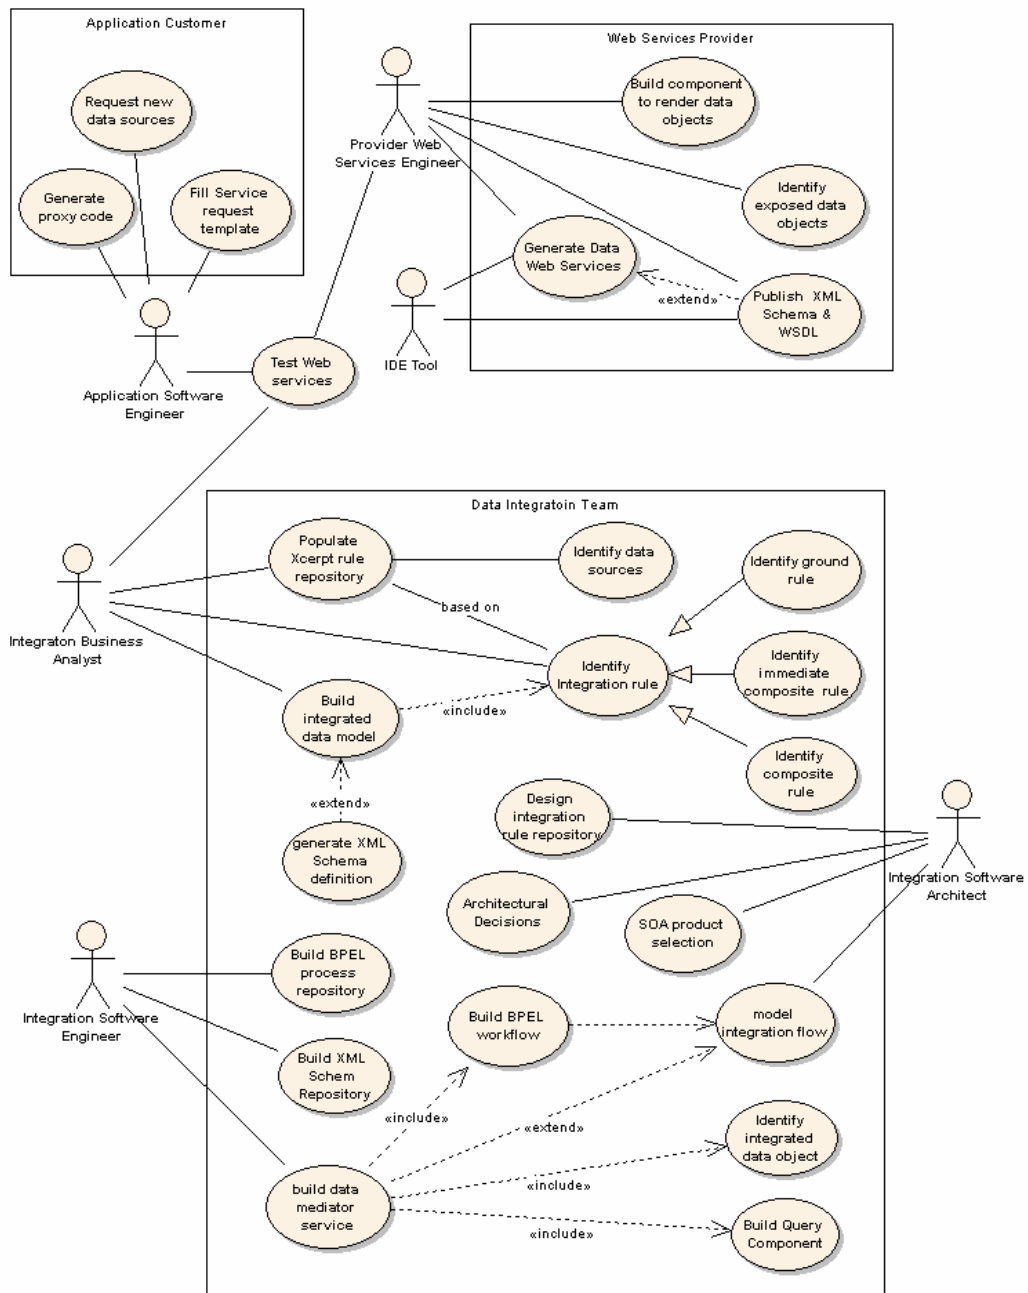 Application Customer
Request new
data sources
Generate
proxy code
Fill Service
request
template
Application Software
Engineer
Test Web
services
Provider Web
Services Engineer
IDE Tool
Web Services Provider
Build component
to render data
objects
Identify
exposed data
objects
Generate Data
Web Services
«extend»
Publish XML
Schema &
WSDL
Data Integratoin Team
Populate
Xcerpt rule
repository
Identify data
sources
Identify ground
rule
based on
Integraton Business
Analyst
Identify
Integration rule
Identify
immediate
composite rule
Build
integrated
data model
«include»
Identify
composite
rule
«extend»
Design
integration
rule repository
generate XML
Schema
definition
Integration Software
Architect
Architectural
Decisions
SOA product
selection
Integration Software
Engineer
Build BPEL
process
repository
Build BPEL
workflow
model
integration flow
Build XML
Schem
Repository
«include»
«extend»
Identify
integrated
data object
«include»
build data
mediator
service
«include»
Build Query
Component